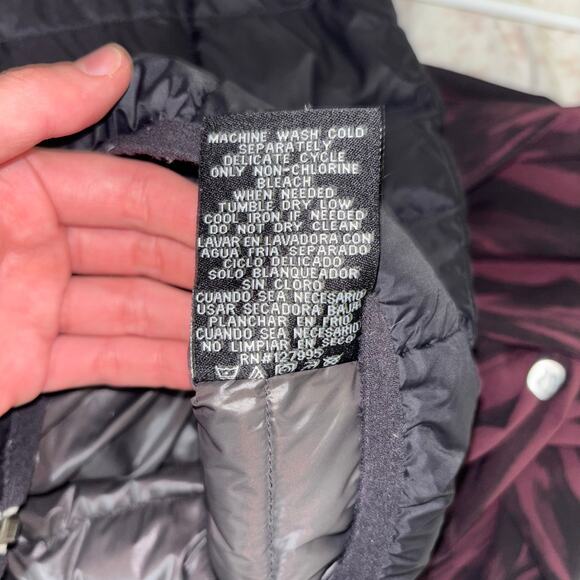 MACHINE WASH COLD
SEPARATELY
DELICATE CYCLE
ONLY NON-CHLORINE
BLEACH
WHEN NEEDED
TUMBLE DRY LOW
COOL IRON IF NEEDED
DO NOT DRY CLEAN
LAVAR EN LAVADORA CON
AGUA FRIA SEPARADO
CICLO DELICADO
SOLO BLANQUEADOR
SIN CLORO
CUANDO SEA NECESARIO
USAR SECADORA BAJA
PLANCHAR EN FRIO
CUANDO SEA NECESARIO
NO LIMPIAR EN SECO
RN#127995